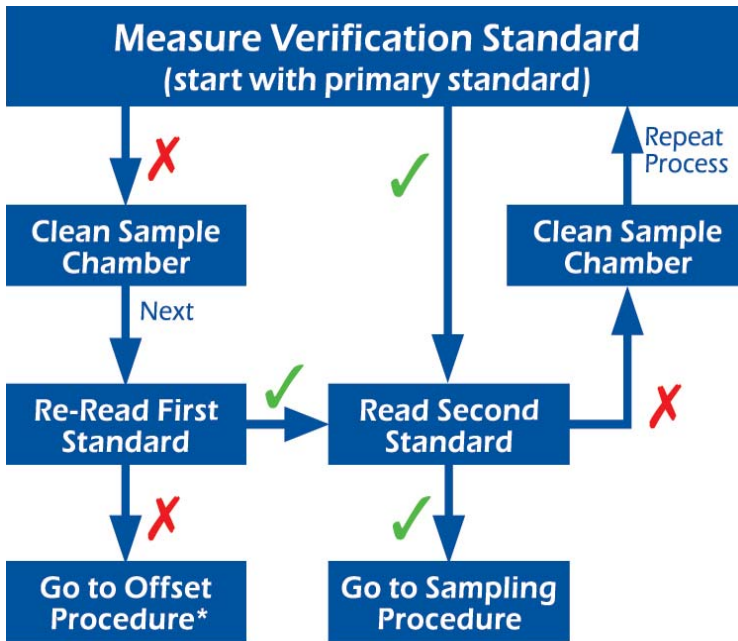 Measure Verification Standard
(start with primary standard)
Repeat
Process
Clean Sample
Chamber
Clean Sample
Chamber
Next
Re-Read First
Standard
Read Second
Standard
Go to Offset
Procedure*
Go to Sampling
Procedure